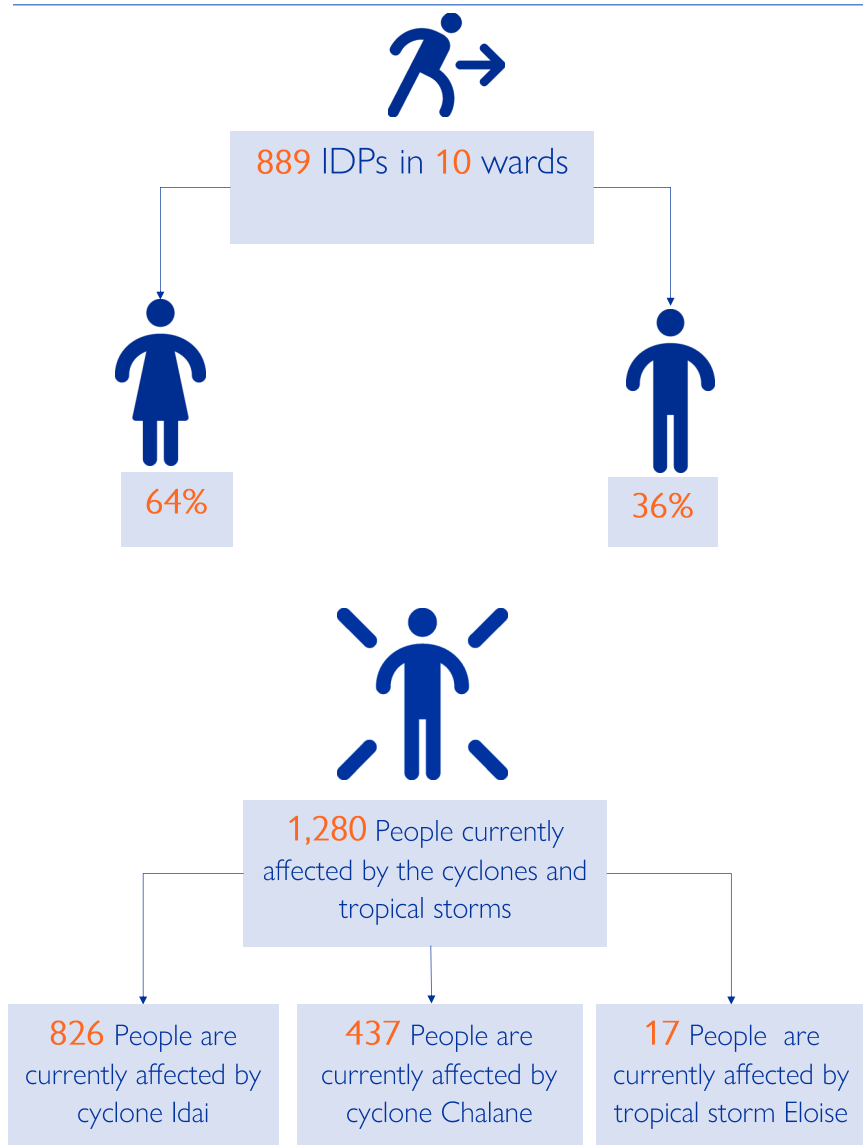 889 IDPs in 10 wards
64%
36%
1,280 People currently
affected by the cyclones and
tropical storms
826 People are
currently affected by
cyclone Idai
437 People are
currently affected by
cyclone Chalane
17 People are
currently affected by
tropical storm Eloise